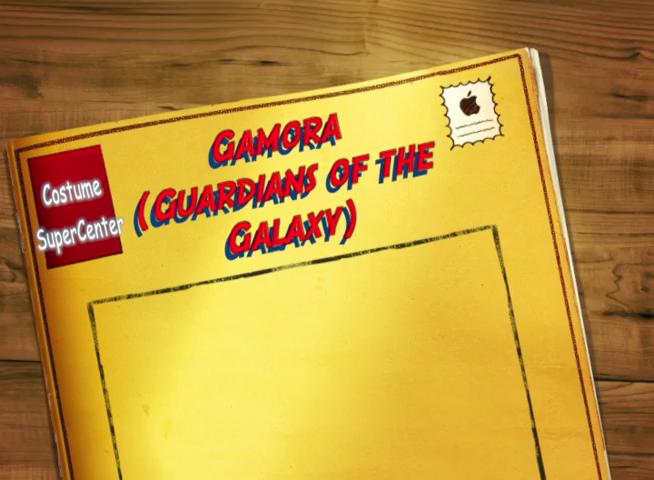 GAMORA
(GUARDIANS OF THE
GALAXY)
Costume
SuperCenter